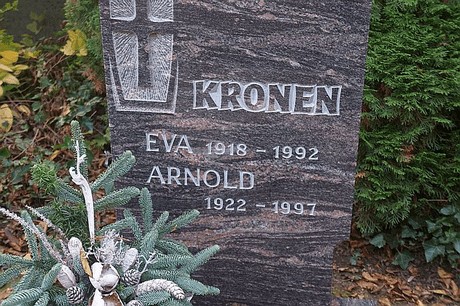 KRONEN
EVA 1918 - 1992
ARNOLD
1922 - 1997